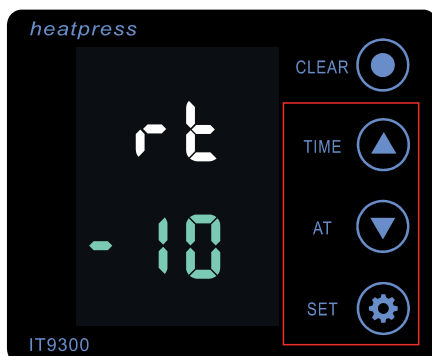 heatpress
CLEAR
rt
TIME
-10
AT
SET
IT9300